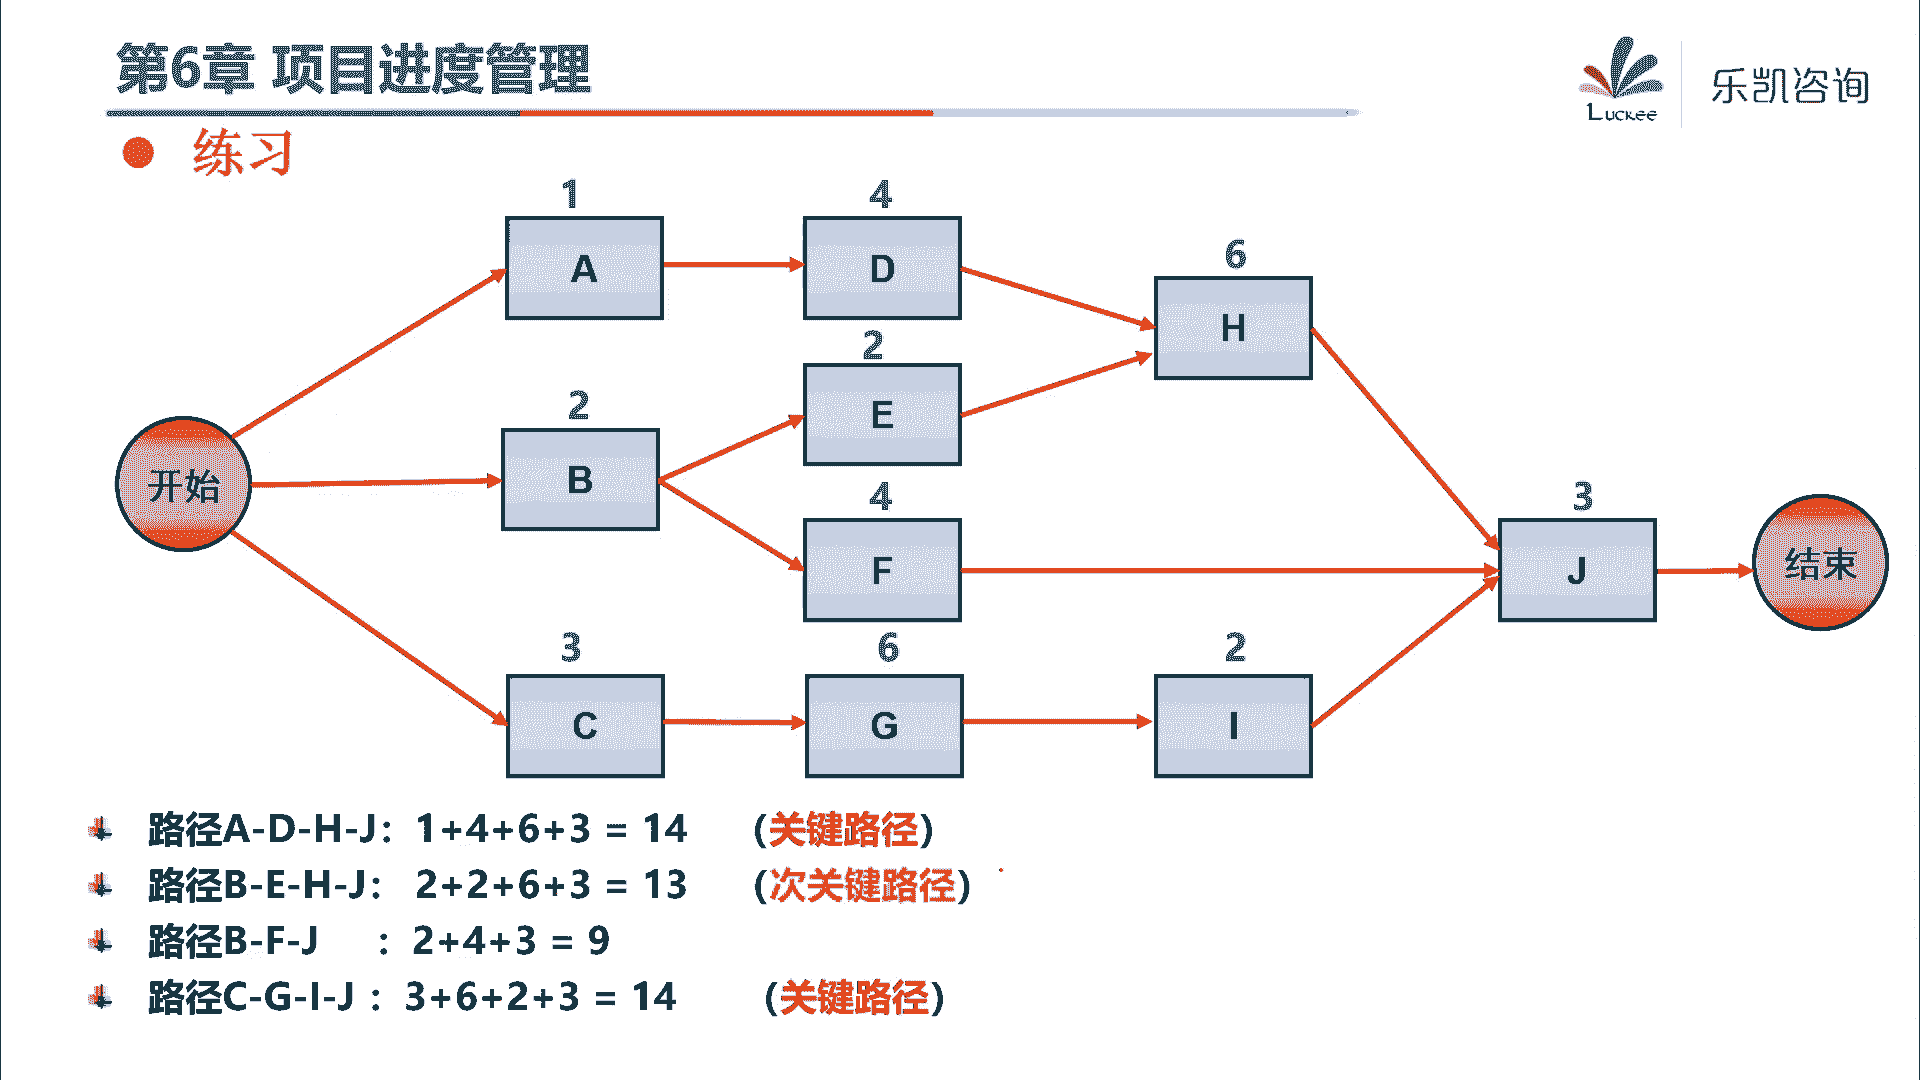 第6章 项目进度管理
Luckee
乐凯咨询
练习
1
4
A
D
6
H
2
E
2
B
开始
4
F
3
J
结束
3
6
2
C
G
I
路径A-D-H-J：1+4+6+3 = 14 (关键路径)
路径B-E-H-J： 2+2+6+3 = 13 (次关键路径)
路径B-F-J ：2+4+3 = 9
路径C-G-I-J ：3+6+2+3 = 14 (关键路径)